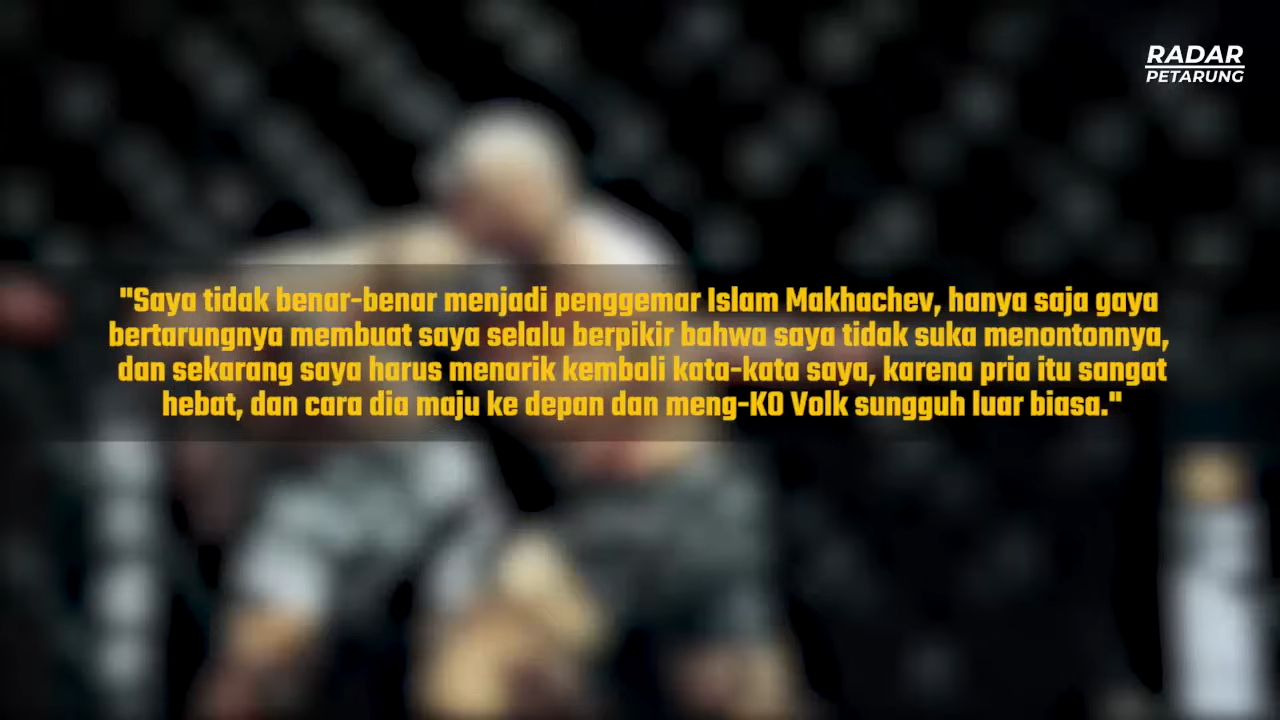 RADAR
PETARUNG
"Saya tidak benar-benar menjadi penggemar Islam Makhachev, hanya saja gaya
bertarungnya membuat saya selalu berpikir bahwa saya tidak suka menontonnya,
dan sekarang saya harus menarik kembali kata-kata saya, karena pria itu sangat
hebat, dan cara dia maju ke depan dan meng-KO Volk sungguh luar biasa."